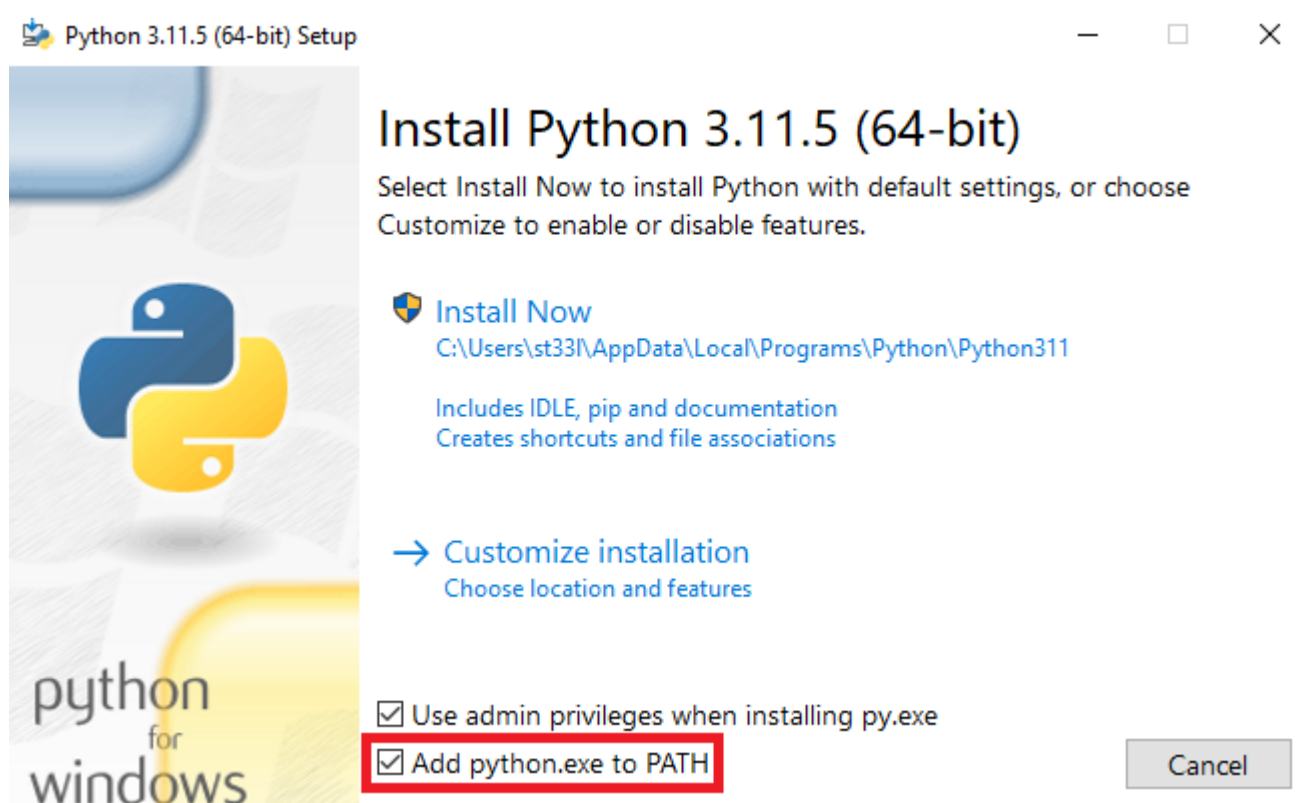 Python 3.11.5 (64-bit) Setup
Install Python 3.11.5 (64-bit)
Select Install Now to install Python with default settings, or choose
Customize to enable or disable features.
Install Now
C:\Users\st33l\AppData\Local\Programs\Python\Python311
Includes IDLE, pip and documentation
Creates shortcuts and file associations
Customize installation
Choose location and features
python
for
windows
Use admin privileges when installing py.exe
Add python.exe to PATH
Cancel